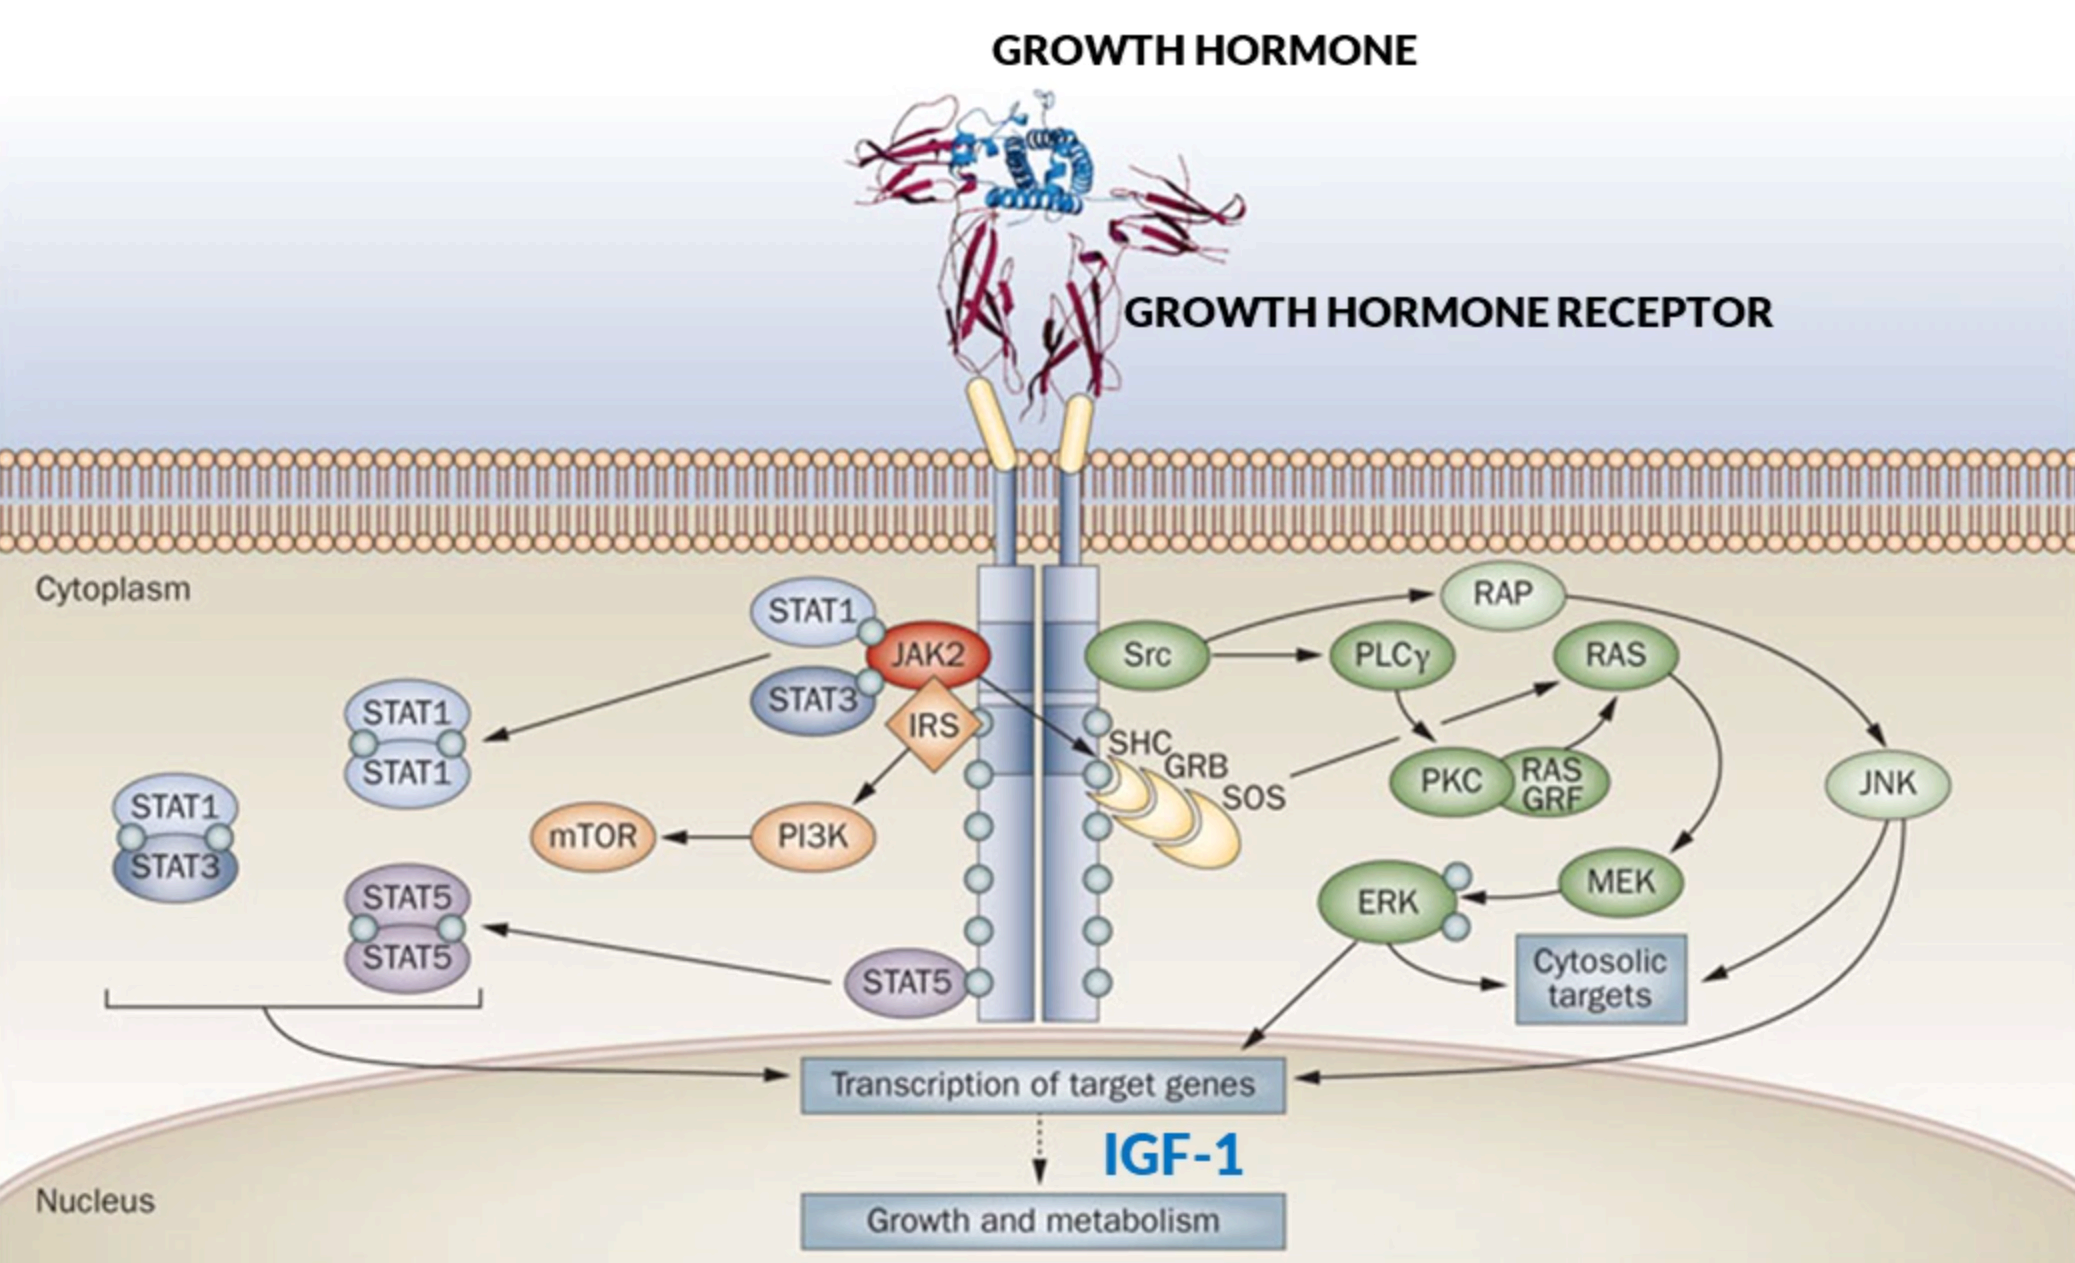 GROWTH HORMONE
GROWTH HORMONE RECEPTOR
Cytoplasm
STAT1
JAK2
STAT3
IRS
STAT1
STAT1
STAT1
STAT3
mTOR
PI3K
STAT5
STAT5
STAT5
Src
RAP
PLCγ
RAS
SHC
GRB
SOS
PKC
RAS
GRF
JNK
MEK
ERK
Cytosolic
targets
Transcription of target genes
IGF-1
Nucleus
Growth and metabolism